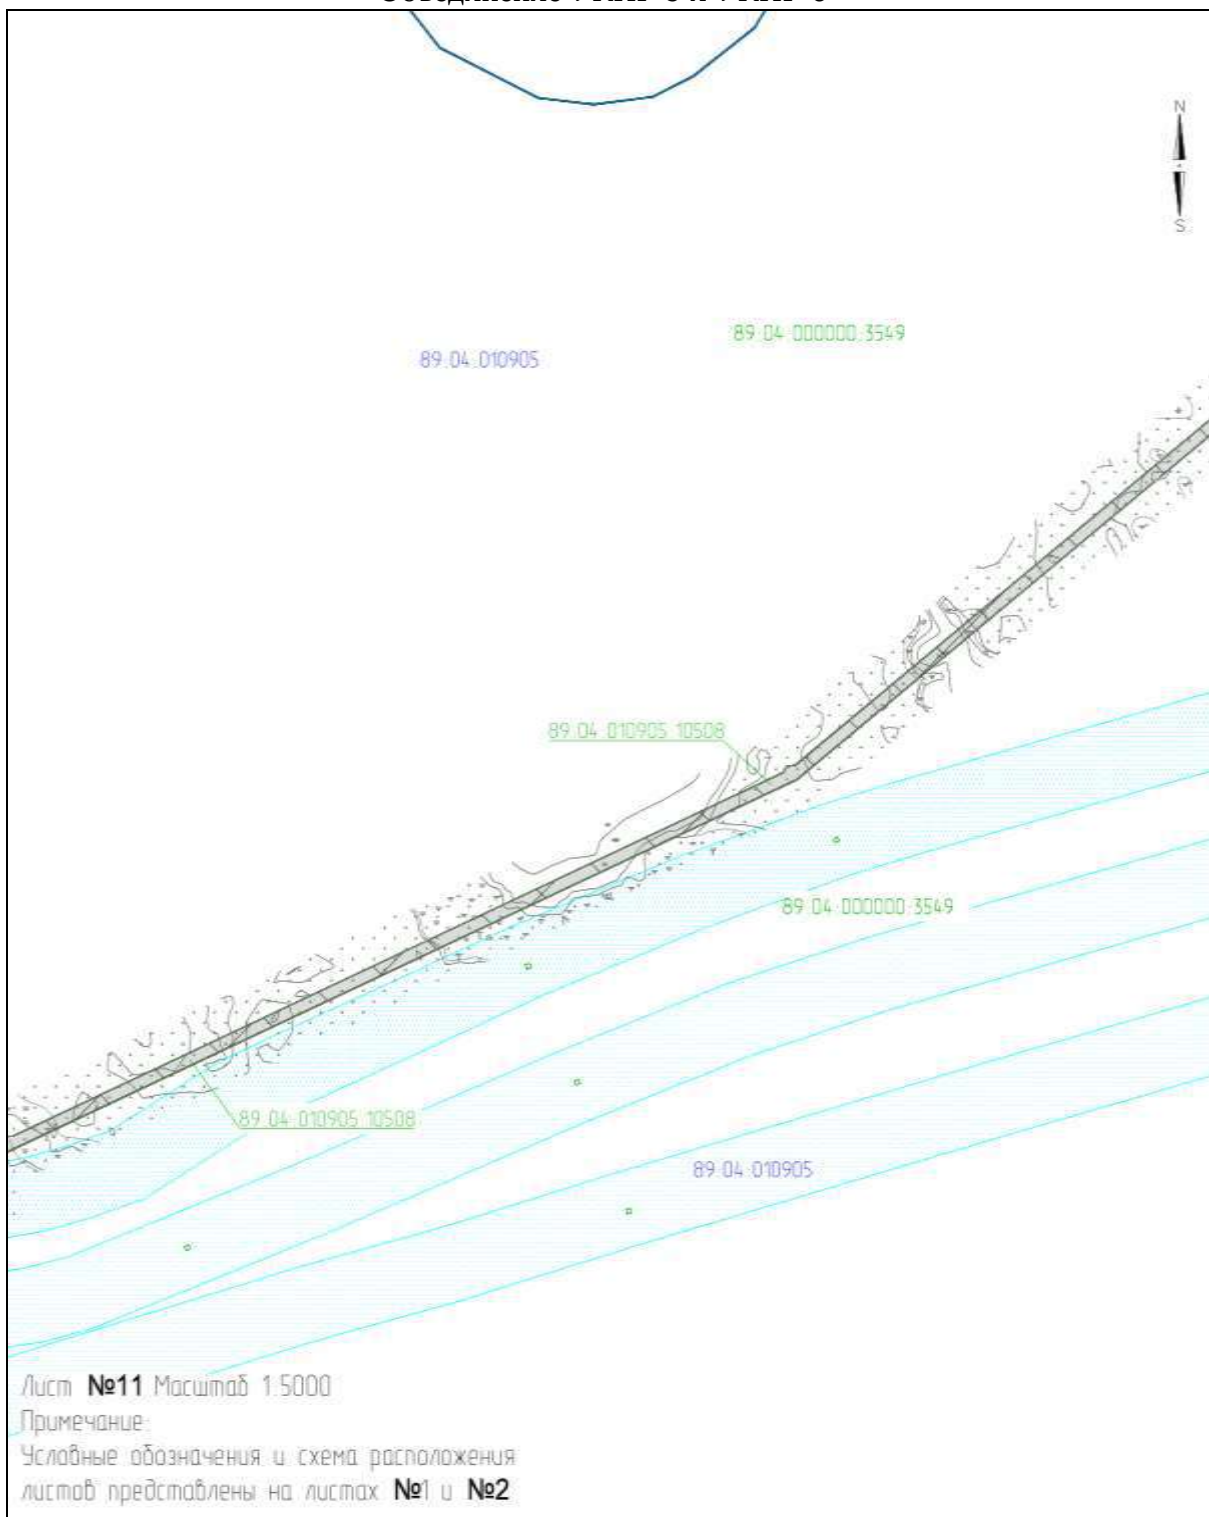 N
S
89:04:000000:3549
89:04:010905
89:04:010905:10508
89:04:000000:3549
89:04:010905:10508
89:04:010905
Лист №11 Масштаб 1:5000
Примечание:
Условные обозначения и схема расположения
листов представлены на листах №1 и №2